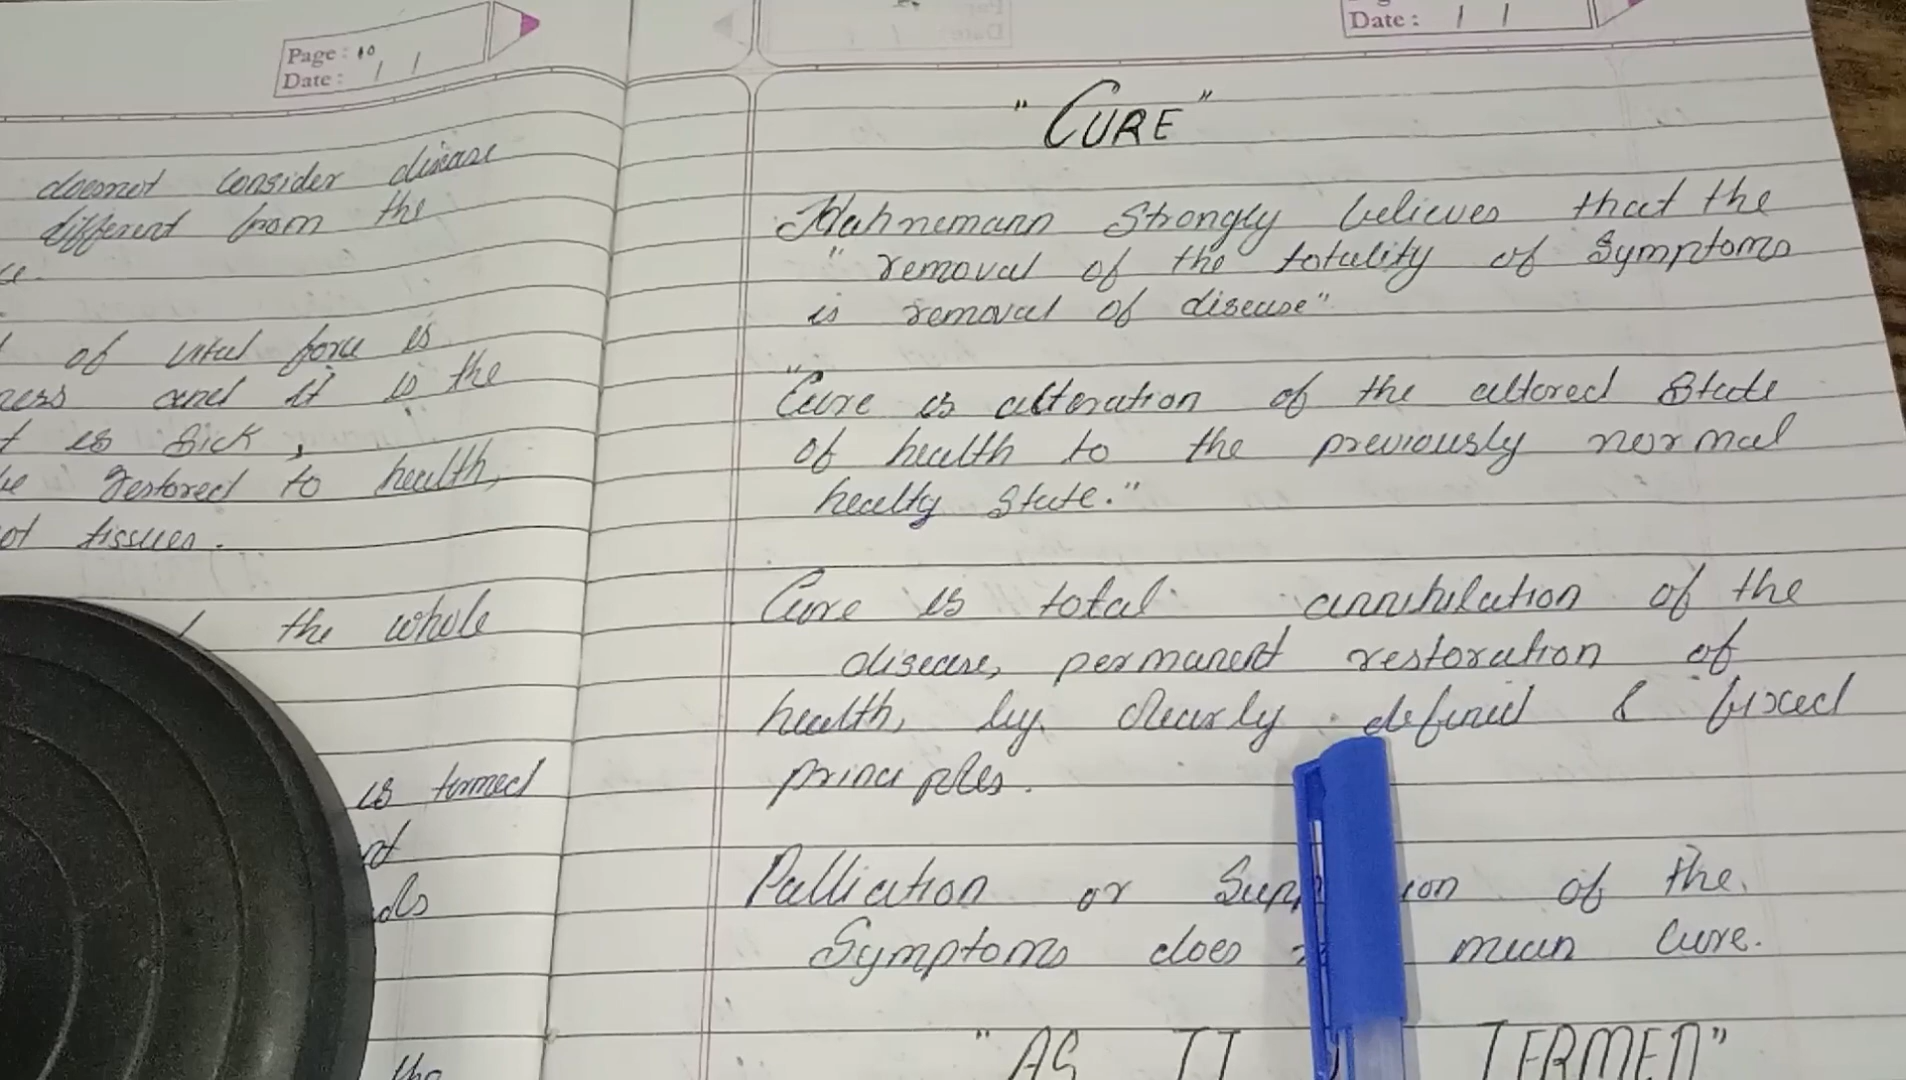 Page: 10
Date: / /
doesnot consider disease
different from the
of vital force is
and it is the
is Sick,
restored to health,
tissues.
the whole
is termed
the
Date: / /
"CURE"
Hahnemann Strongly believes that the
" removal of the totality of Symptoms
is removal of disease"
"Cure is alteration of the altered State
of health to the previously normal
healty State."
Cure is total annihilation of the
disease, permanent restoration of
health, by clearly defined & fixed
principles.
Palliation or of the
Symptoms does mean Cure.
"AS IT TERMED"